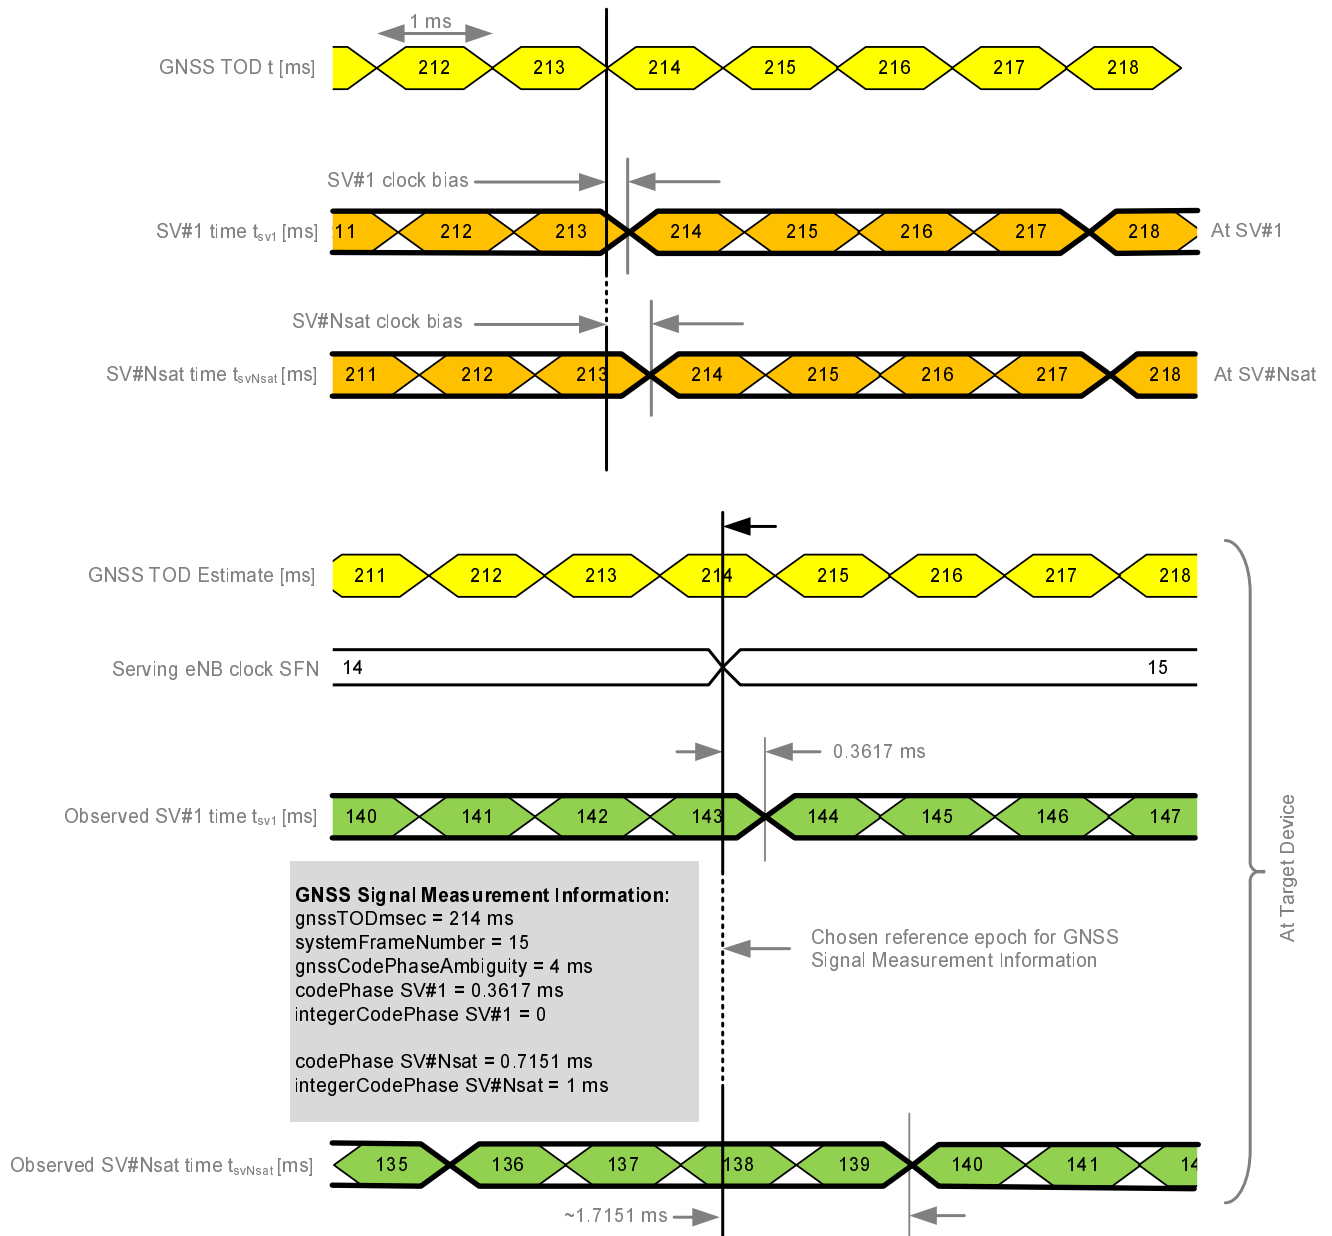 1 ms
GNSS TOD t [ms]
212 213 214 215 216 217 218
SV#1 clock bias
SV#1 time tsv1 [ms]
11 212 213 214 215 216 217 218
At SV#1
SV#Nsat clock bias
SV#Nsat time tsvNsat [ms]
211 212 213 214 215 216 217 218
At SV#Nsat
GNSS TOD Estimate [ms]
211 212 213 214 215 216 217 218
Serving eNB clock SFN
14 15
0.3617 ms
Observed SV#1 time tsv1 [ms]
140 141 142 143 144 145 146 147
At Target Device
GNSS Signal Measurement Information:
gnssTODmsec = 214 ms
systemFrameNumber = 15
gnssCodePhaseAmbiguity = 4 ms
codePhase SV#1 = 0.3617 ms
integerCodePhase SV#1 = 0
codePhase SV#Nsat = 0.7151 ms
integerCodePhase SV#Nsat = 1 ms
Chosen reference epoch for GNSS
Signal Measurement Information
Observed SV#Nsat time tsvNsat [ms]
135 136 137 138 139 140 141 14
~1.7151 ms